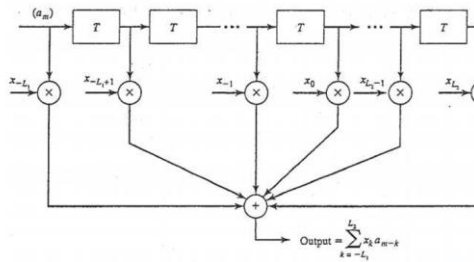 (a_m)
T T ... T ... T
x_{-L_1} × x_{-L_1+1} × x_{-1} × x_0 × x_{L_2-1} × x_{L_2}
+
Output = \sum_{k=-L_1}^{L_2} x_k a_{m-k}